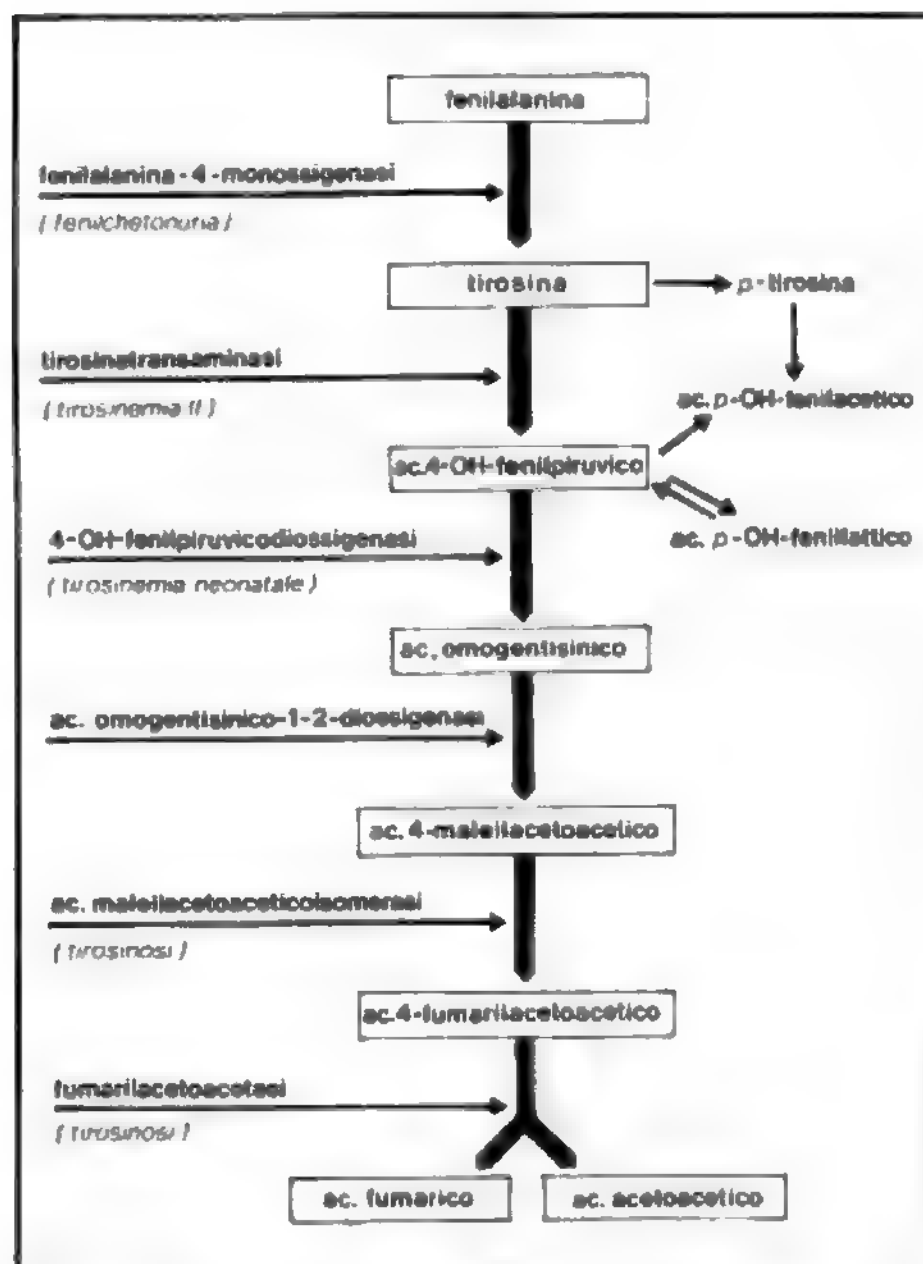 fenilalanina
fenilalanina-4-monossigenasi
(fenilchetonuria)
tirosina
p-tirosina
tirosinatransaminasi
(tirosinemia II)
ac. p-OH-fenilacetico
ac.4-OH-fenilpiruvico
4-OH-fenilpiruvicodiossigenasi
(tirosinemia neonatale)
ac. p-OH-fenillattico
ac. omogentisinico
ac. omogentisinico-1-2-diossigenasi
ac. 4-maleilacetoacetico
ac. maleilacetoaceticoisomerasi
(tirosinosi)
ac.4-fumarilacetoacetico
fumarilacetoacetasi
(tirosinosi)
ac. fumarico
ac. acetoacetico